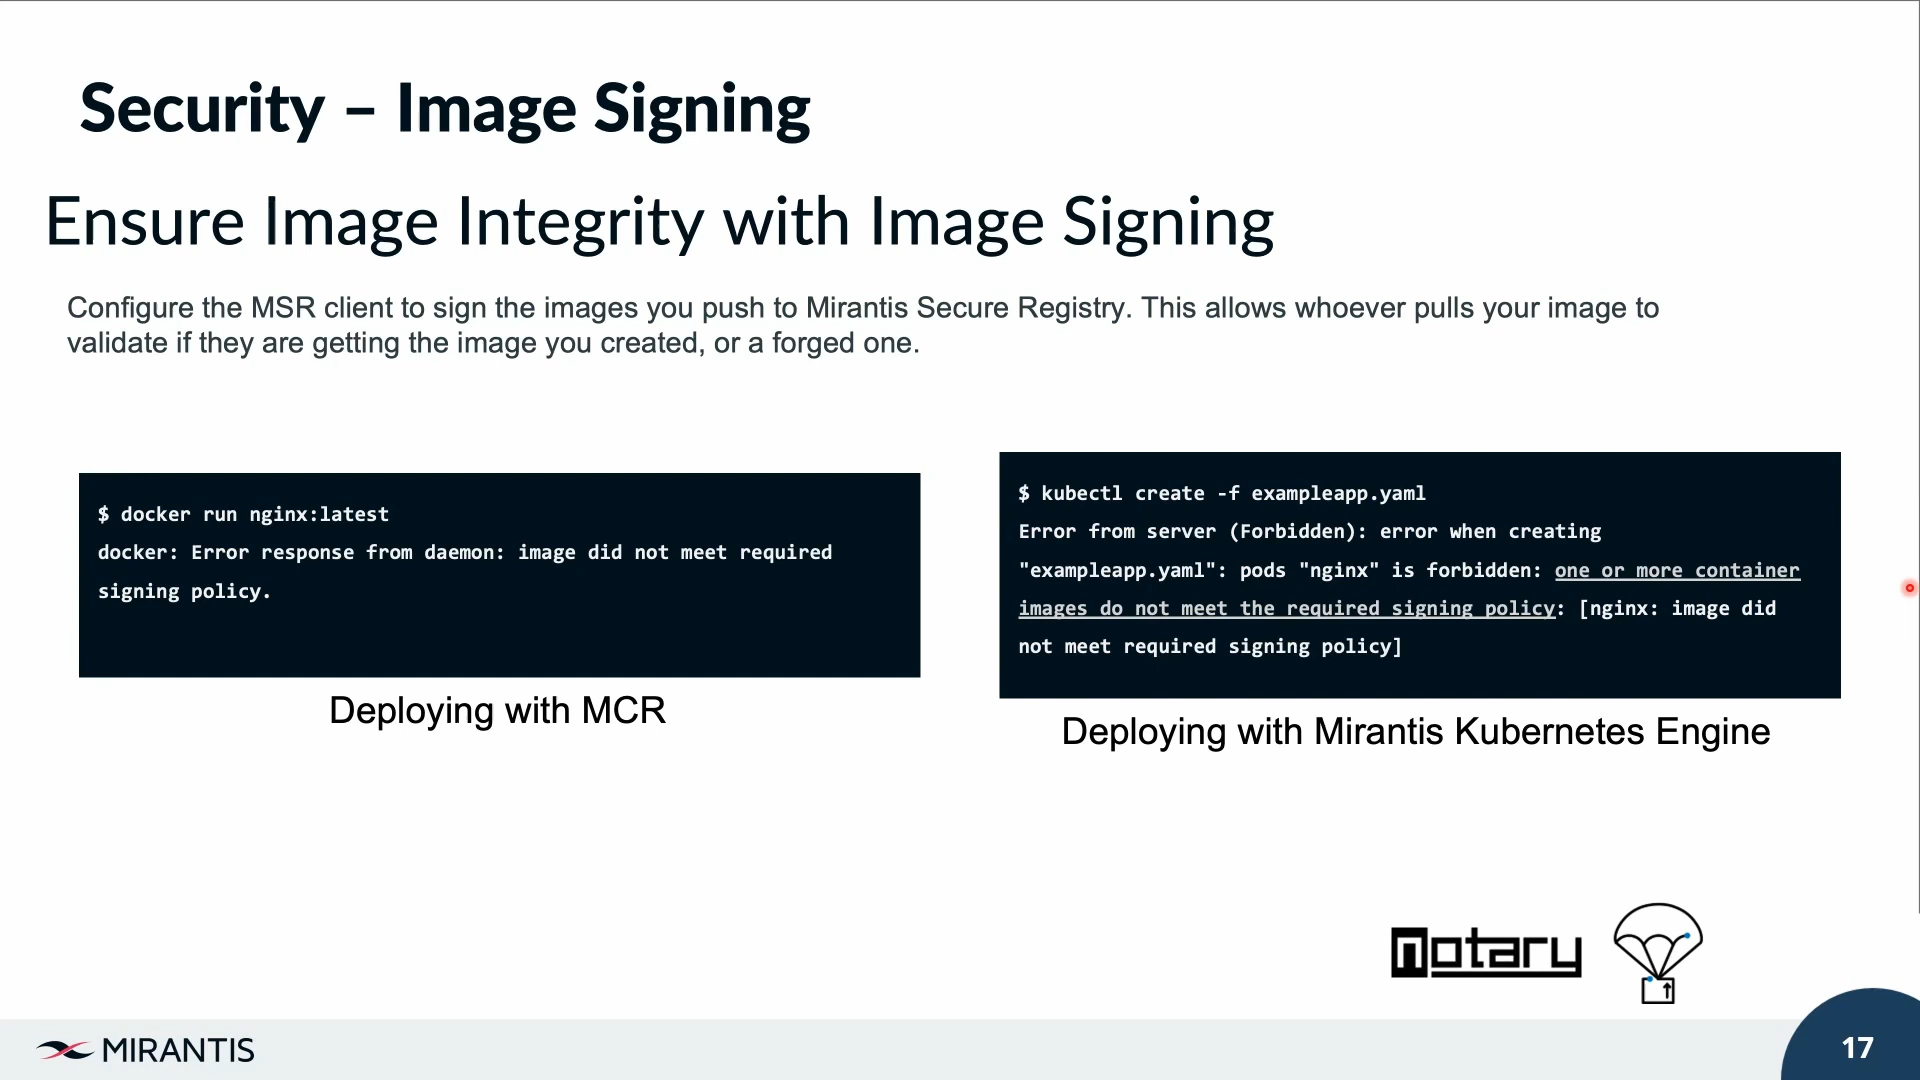 Security – Image Signing
Ensure Image Integrity with Image Signing
Configure the MSR client to sign the images you push to Mirantis Secure Registry. This allows whoever pulls your image to
validate if they are getting the image you created, or a forged one.
$ docker run nginx:latest
docker: Error response from daemon: image did not meet required
signing policy.
Deploying with MCR
$ kubectl create -f exampleapp.yaml
Error from server (Forbidden): error when creating
"exampleapp.yaml": pods "nginx" is forbidden: one or more container
images do not meet the required signing policy: [nginx: image did
not meet required signing policy]
Deploying with Mirantis Kubernetes Engine
notary
MIRANTIS
17